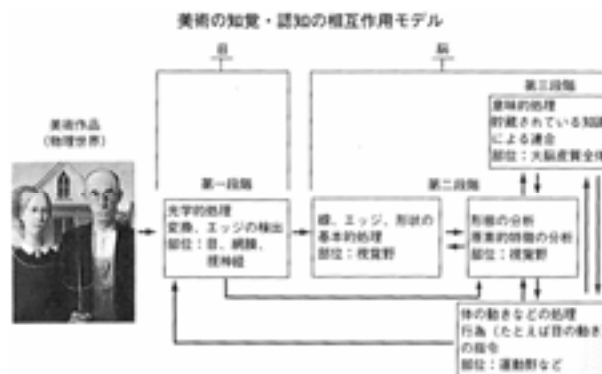 美術の知覚・認知の相互作用モデル
目
脳
美術作品
(物理世界)
第一段階
光学的処理
変換、エッジの検出
部位：目、網膜、
視神経
第二段階
線、エッジ、形状の
基本的処理
部位：視覚野
形態の分析
原素的特徴の分析
部位：視覚野
第三段階
意味的処理
貯蔵されている知識
による連合
部位：大脳皮質全体
体の動きなどの処理
行為（たとえば目の動き
の指令
部位：運動野など